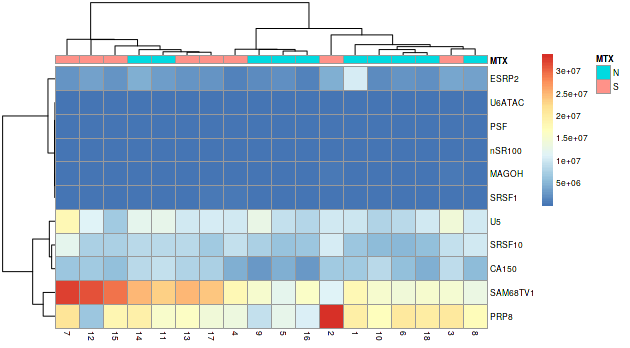 MTX
ESRP2
U6ATAC
PSF
nSR100
MAGOH
SRSF1
U5
SRSF10
CA150
SAM68TV1
PRP8
7 12 15 14 11 13 17 4 9 5 16 2 1 10 6 18 3 8
3e+07
2.5e+07
2e+07
1.5e+07
1e+07
5e+06
MTX
N
S